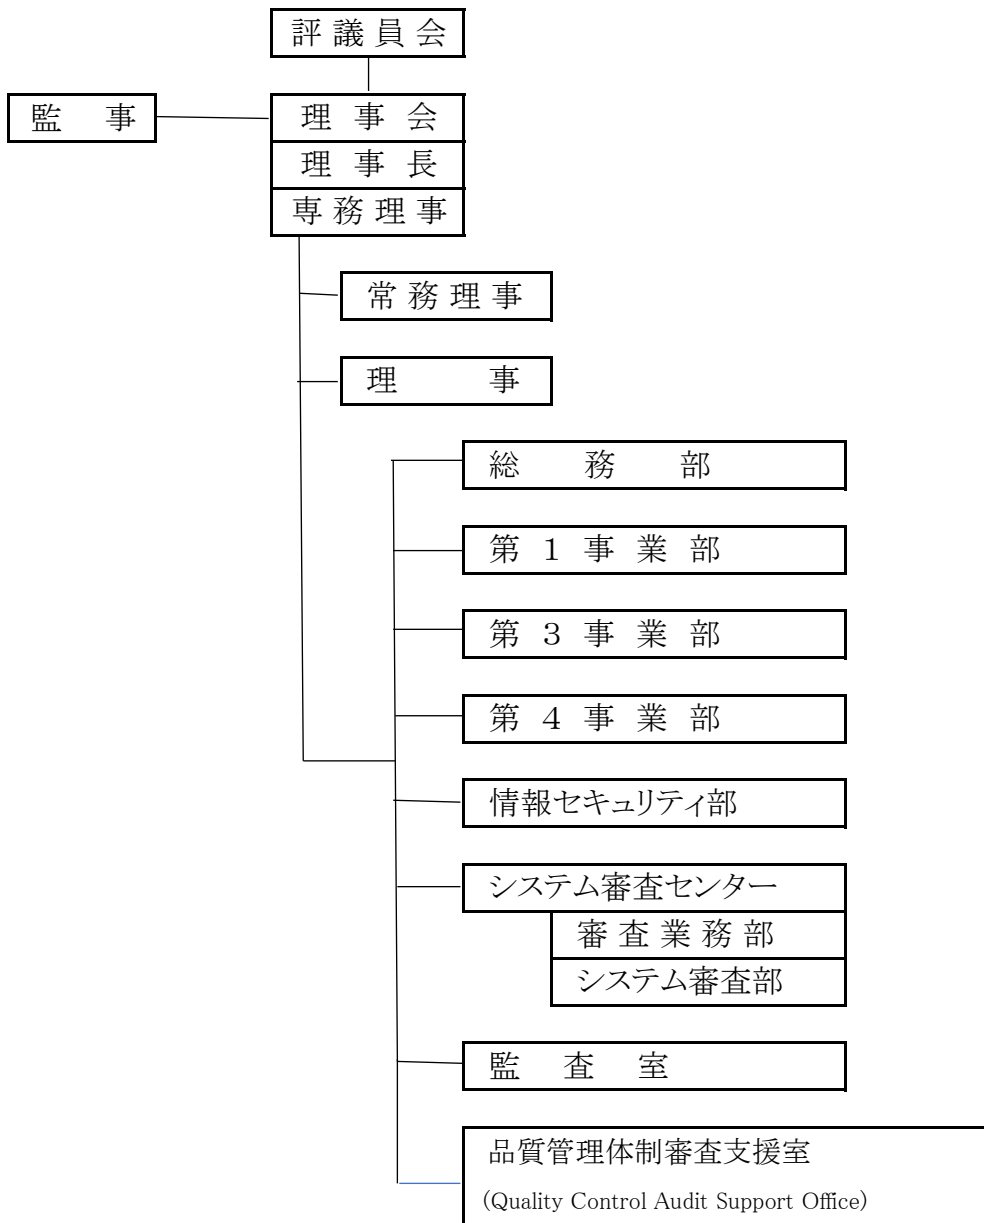 評議員会
監事
理事会
理事長
専務理事
常務理事
理事
総務部
第1事業部
第3事業部
第4事業部
情報セキュリティ部
システム審査センター
審査業務部
システム審査部
監査室
品質管理体制審査支援室
(Quality Control Audit Support Office)